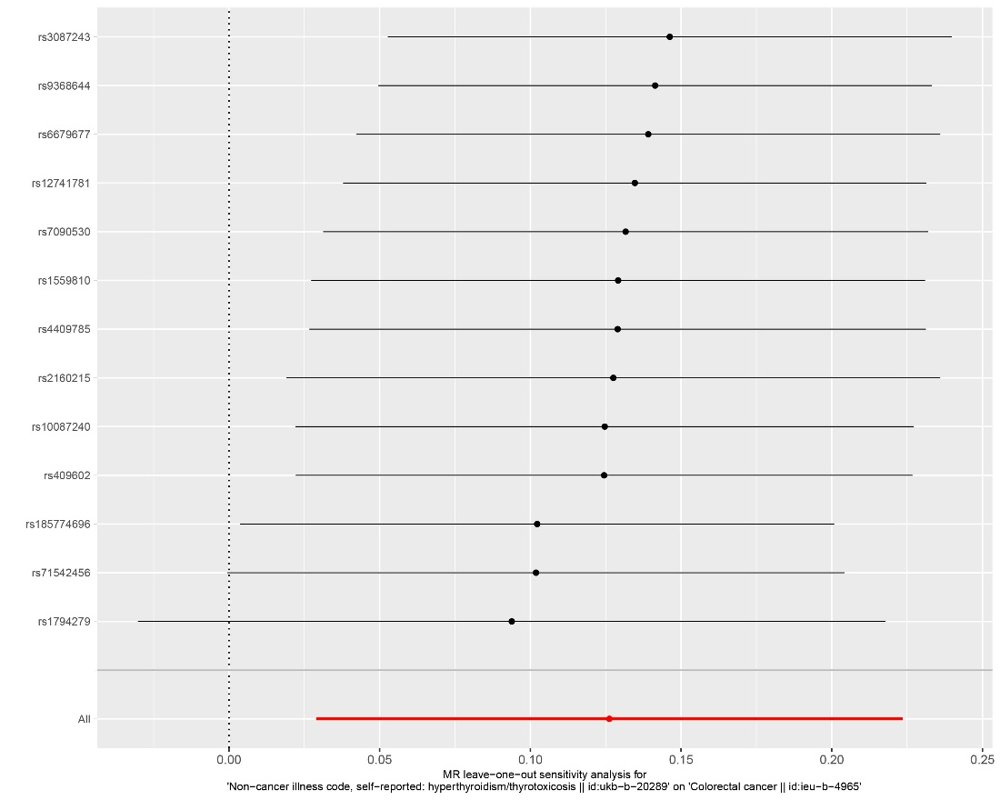 rs3087243
rs9368644
rs6679677
rs12741781
rs7090530
rs1559810
rs4409785
rs2160215
rs10087240
rs409602
rs185774696
rs71542456
rs1794279
All
0.00 0.05 0.10 0.15 0.20 0.25
MR leave−one−out sensitivity analysis for
'Non−cancer illness code, self−reported: hyperthyroidism/thyrotoxicosis || id:ukb−b−20289' on 'Colorectal cancer || id:ieu−b−4965'